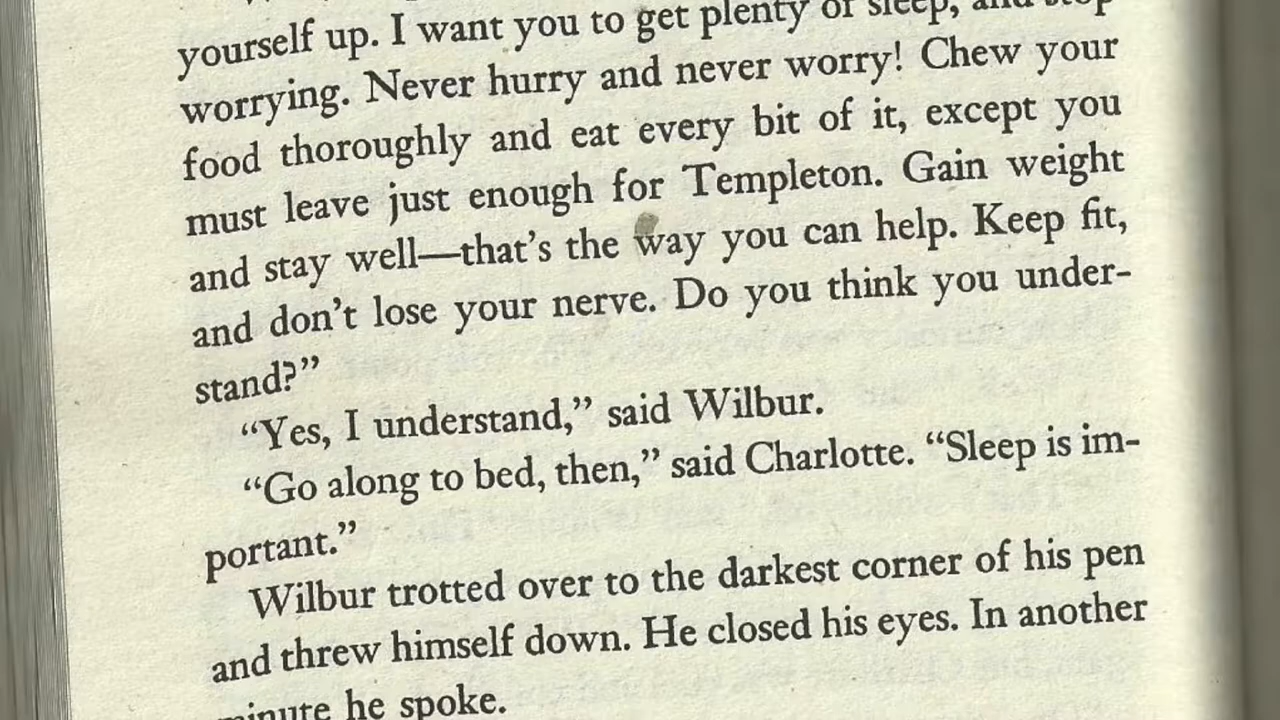 yourself up. I want you to get plenty of sleep, and stop
worrying. Never hurry and never worry! Chew your
food thoroughly and eat every bit of it, except you
must leave just enough for Templeton. Gain weight
and stay well—that’s the way you can help. Keep fit,
and don’t lose your nerve. Do you think you under-
stand?”
“Yes, I understand,” said Wilbur.
“Go along to bed, then,” said Charlotte. “Sleep is im-
portant.”
Wilbur trotted over to the darkest corner of his pen
and threw himself down. He closed his eyes. In another
minute he spoke.